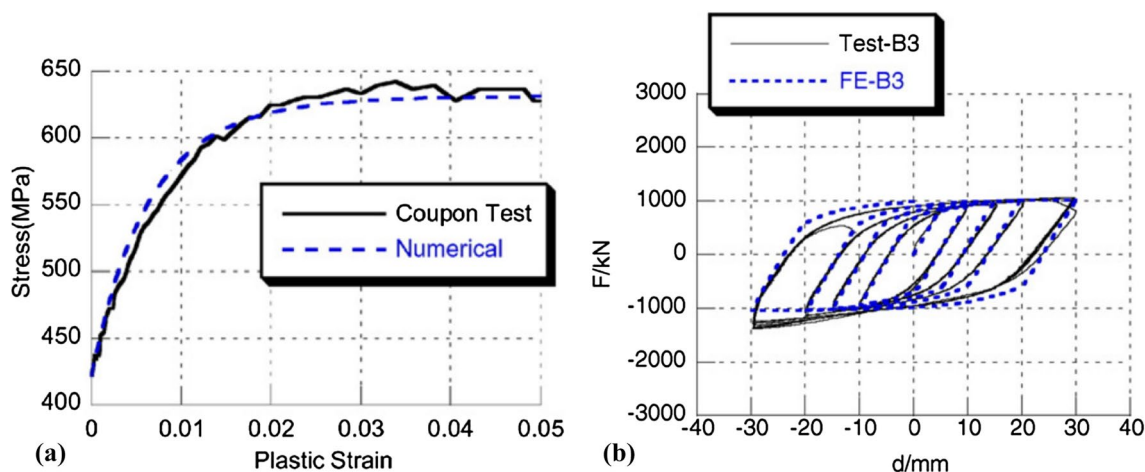 650
600
550
500
450
400
Stress(MPa)
Coupon Test
Numerical
0 0.01 0.02 0.03 0.04 0.05
Plastic Strain
(a)
Test-B3
FE-B3
3000
2000
1000
0
-1000
-2000
-3000
F/kN
-40 -30 -20 -10 0 10 20 30 40
d/mm
(b)